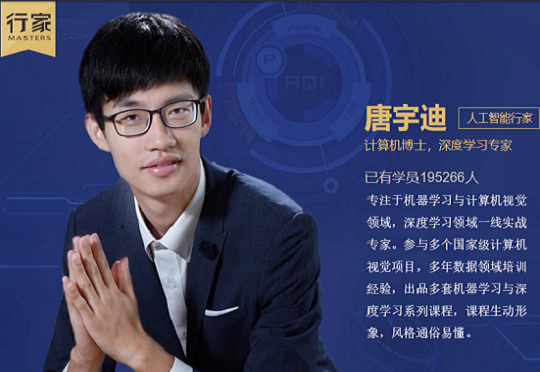 行家
MASTERS
AQI
唐宇迪
人工智能行家
计算机博士，深度学习专家
已有学员195266人
专注于机器学习与计算机视觉
领域，深度学习领域一线实战
专家。参与多个国家级计算机
视觉项目，多年数据领域培训
经验，出品多套机器学习与深
度学习系列课程，课程生动形
象，风格通俗易懂。